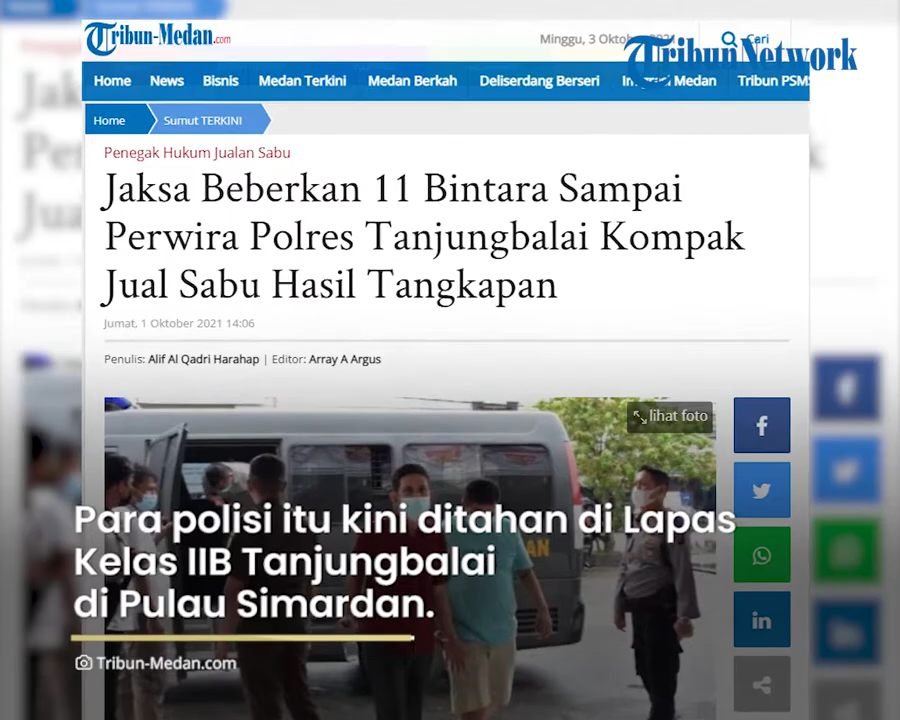 Tribun-Medan.com
Minggu, 3 Oktober 2021
Cari
TribunNetwork
Home News Bisnis Medan Terkini Medan Berkah Deliserdang Berseri Medan Tribun PSMS
Home Sumut TERKINI
Penegak Hukum Jualan Sabu
Jaksa Beberkan 11 Bintara Sampai
Perwira Polres Tanjungbalai Kompak
Jual Sabu Hasil Tangkapan
Jumat, 1 Oktober 2021 14:06
Penulis: Alif Al Qadri Harahap | Editor: Array A Argus
lihat foto
Para polisi itu kini ditahan di Lapas
Kelas IIB Tanjungbalai
di Pulau Simardan.
Tribun-Medan.com